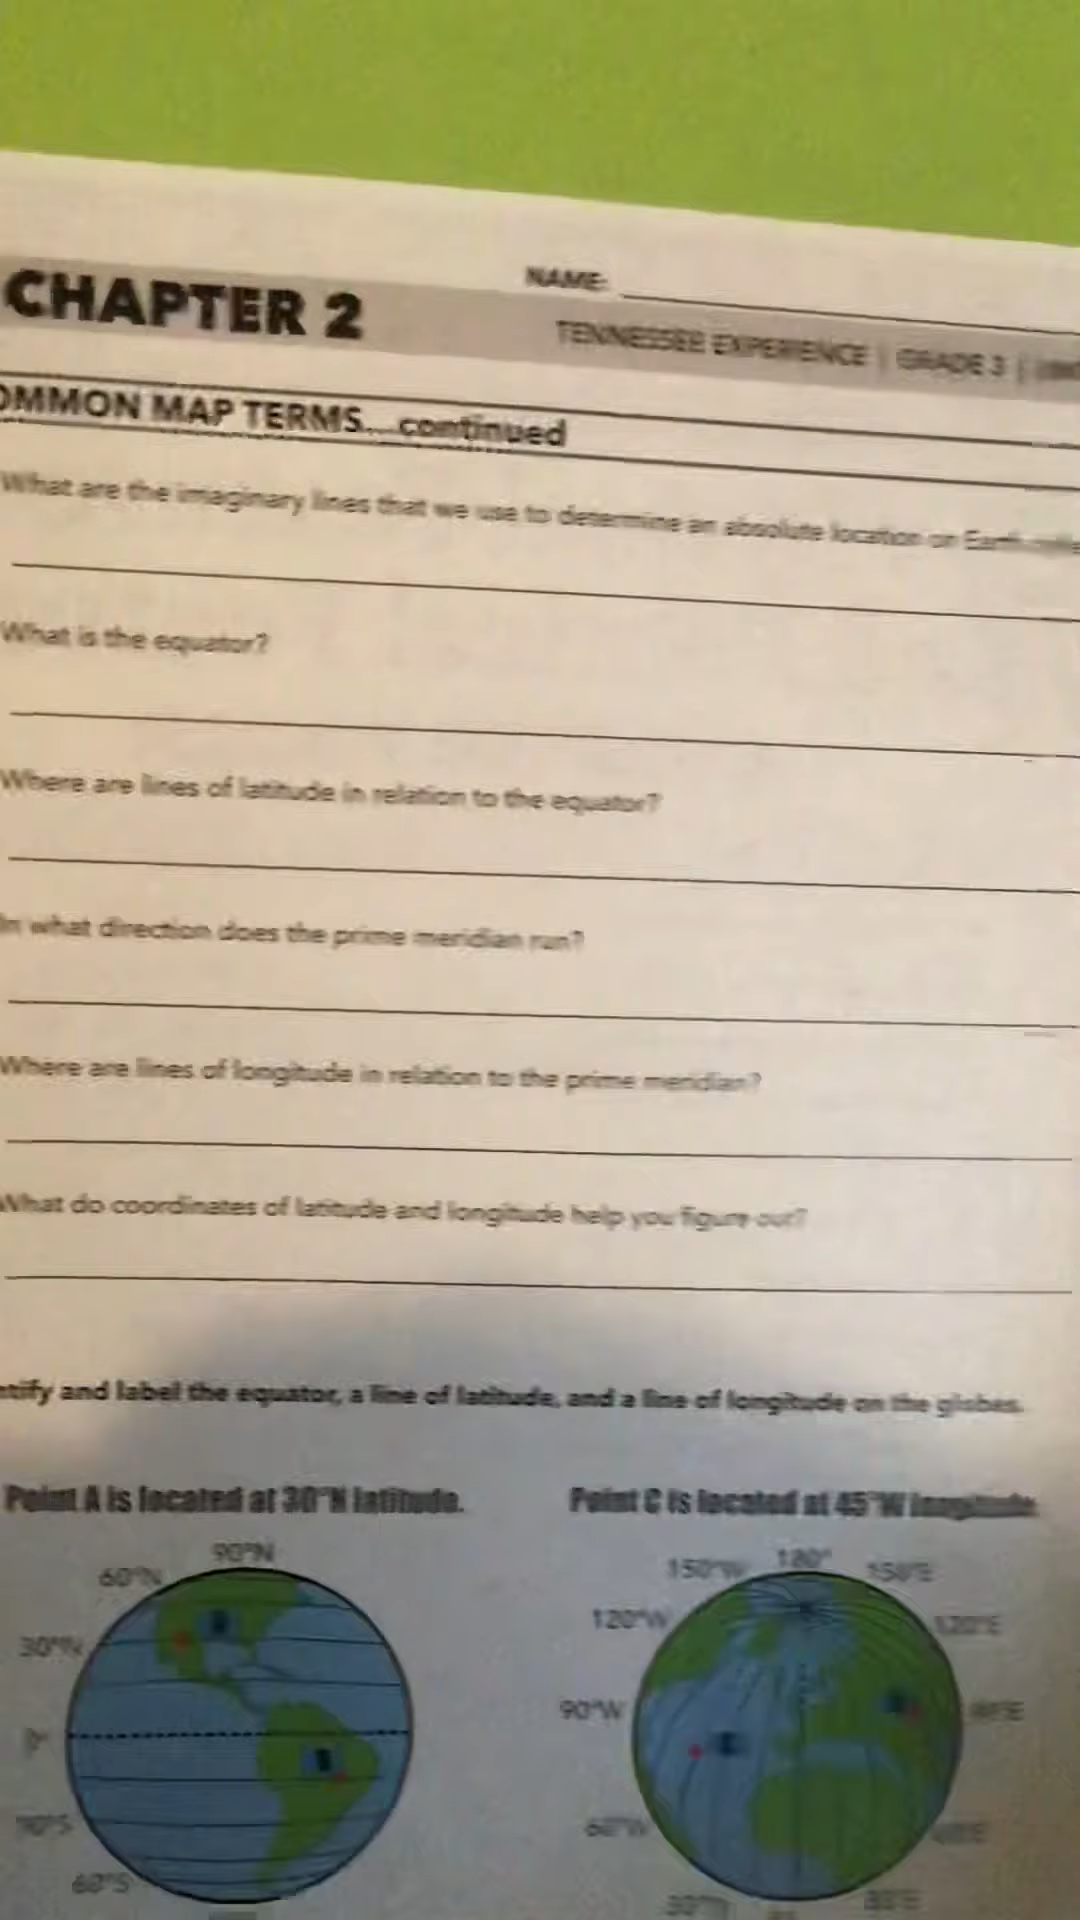 NAME:
CHAPTER 2
TENNESSEE EXPERIENCE | GRADE 3 |
OMMON MAP TERMS... continued
What are the imaginary lines that we use to determine an absolute location on Earth
What is the equator?
Where are lines of latitude in relation to the equator?
In what direction does the prime meridian run?
Where are lines of longitude in relation to the prime meridian?
What do coordinates of latitude and longitude help you figure out?
ntify and label the equator, a line of latitude, and a line of longitude on the globes.
Point A is located at 30°N latitude.
Point C is located at 45°W longitude.
90°N
60°N
30°N
60°S
180°
150°W
150°E
120°W
120°E
90°W
60°W